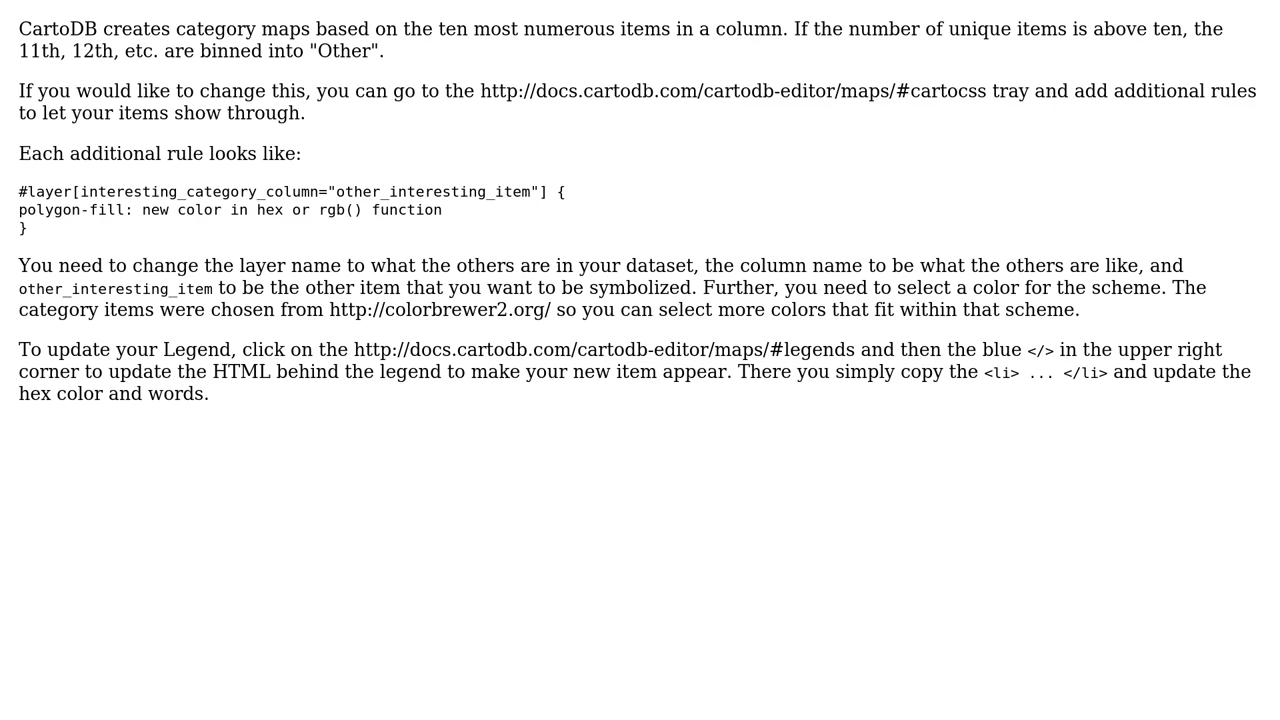 CartoDB creates category maps based on the ten most numerous items in a column. If the number of unique items is above ten, the
11th, 12th, etc. are binned into "Other".
If you would like to change this, you can go to the http://docs.cartodb.com/cartodb-editor/maps/#cartocss tray and add additional rules
to let your items show through.
Each additional rule looks like:
#layer[interesting_category_column="other_interesting_item"] {
polygon-fill: new color in hex or rgb() function
}
You need to change the layer name to what the others are in your dataset, the column name to be what the others are like, and
other_interesting_item to be the other item that you want to be symbolized. Further, you need to select a color for the scheme. The
category items were chosen from http://colorbrewer2.org/ so you can select more colors that fit within that scheme.
To update your Legend, click on the http://docs.cartodb.com/cartodb-editor/maps/#legends and then the blue </> in the upper right
corner to update the HTML behind the legend to make your new item appear. There you simply copy the <li> ... </li> and update the
hex color and words.